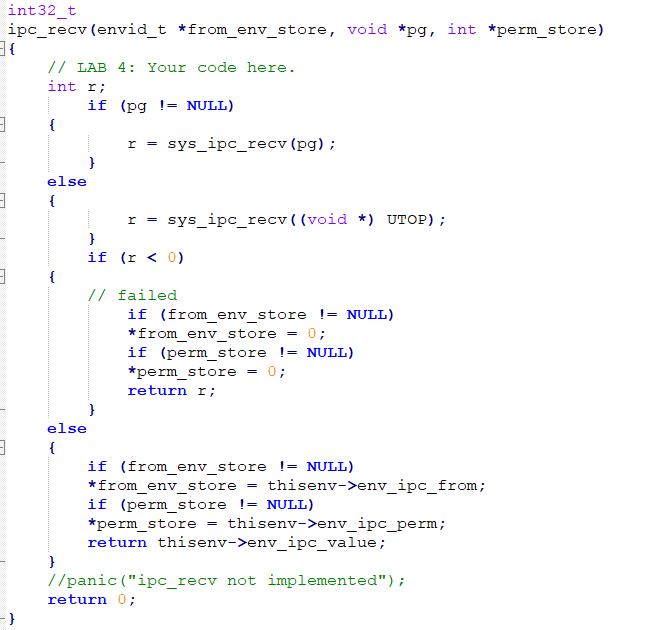 int32_t
ipc_recv(envid_t *from_env_store, void *pg, int *perm_store)
{
    // LAB 4: Your code here.
    int r;
        if (pg != NULL)
    {
            r = sys_ipc_recv(pg);
        }
    else
    {
            r = sys_ipc_recv((void *) UTOP);
        }
        if (r < 0)
    {
        // failed
            if (from_env_store != NULL)
            *from_env_store = 0;
            if (perm_store != NULL)
            *perm_store = 0;
            return r;
        }
    else
    {
        if (from_env_store != NULL)
        *from_env_store = thisenv->env_ipc_from;
        if (perm_store != NULL)
        *perm_store = thisenv->env_ipc_perm;
        return thisenv->env_ipc_value;
    }
    //panic("ipc_recv not implemented");
    return 0;
}